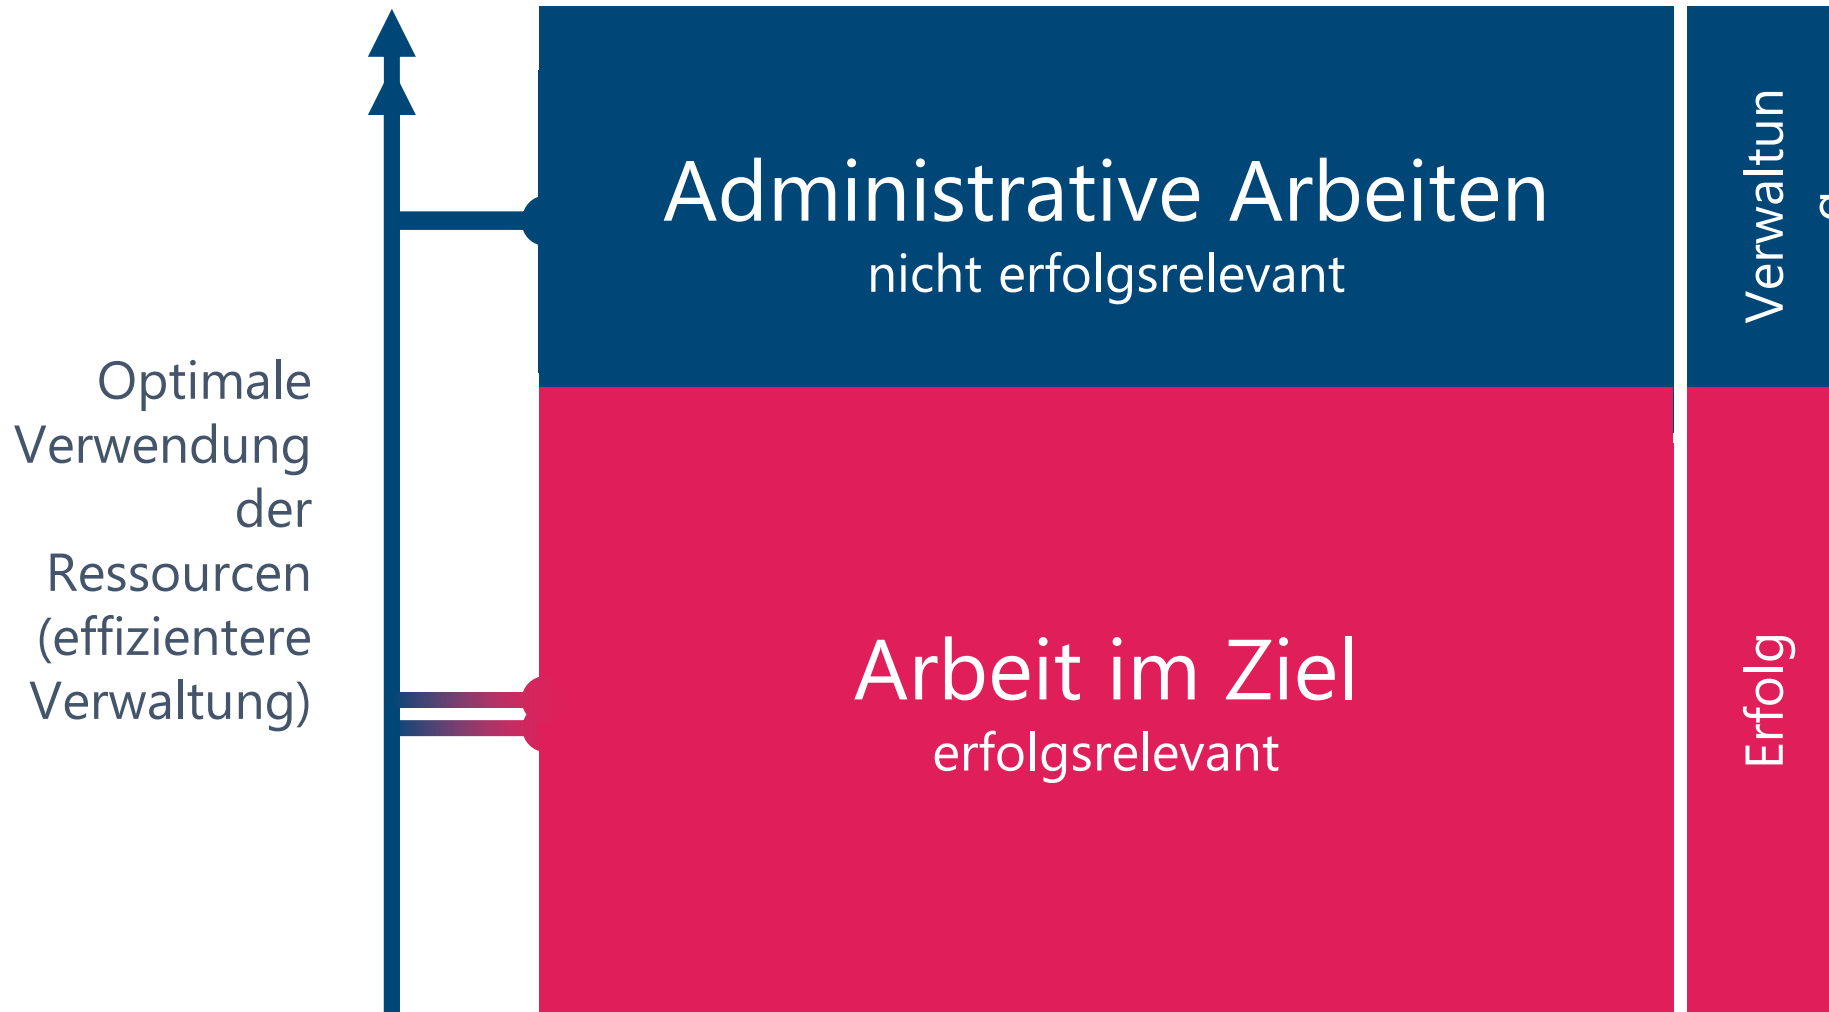 Optimale
Verwendung
der
Ressourcen
(effizientere
Verwaltung)
Administrative Arbeiten
nicht erfolgsrelevant
Arbeit im Ziel
erfolgsrelevant
Verwaltun
Erfolg